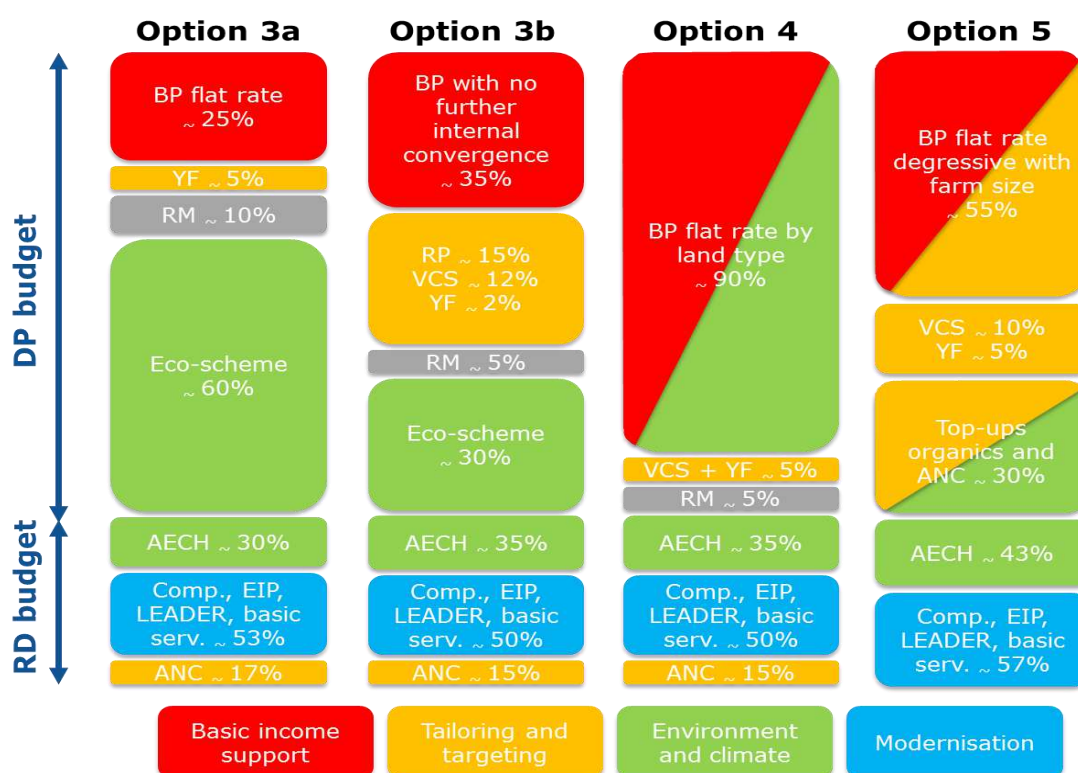 Option 3a
Option 3b
Option 4
Option 5
DP budget
RD budget
BP flat rate
~ 25%
YF ~ 5%
RM ~ 10%
Eco-scheme
~ 60%
AECH ~ 30%
Comp., EIP,
LEADER, basic
serv. ~ 53%
ANC ~ 17%
BP with no
further
internal
convergence
~ 35%
RP ~ 15%
VCS ~ 12%
YF ~ 2%
RM ~ 5%
Eco-scheme
~ 30%
AECH ~ 35%
Comp., EIP,
LEADER, basic
serv. ~ 50%
ANC ~ 15%
BP flat rate by
land type
~ 90%
VCS + YF ~ 5%
RM ~ 5%
AECH ~ 35%
Comp., EIP,
LEADER, basic
serv. ~ 50%
ANC ~ 15%
BP flat rate
degressive with
farm size
~ 55%
VCS ~ 10%
YF ~ 5%
Top-ups
organics and
ANC ~ 30%
AECH ~ 43%
Comp., EIP,
LEADER, basic
serv. ~ 57%
Basic income
support
Tailoring and
targeting
Environment
and climate
Modernisation